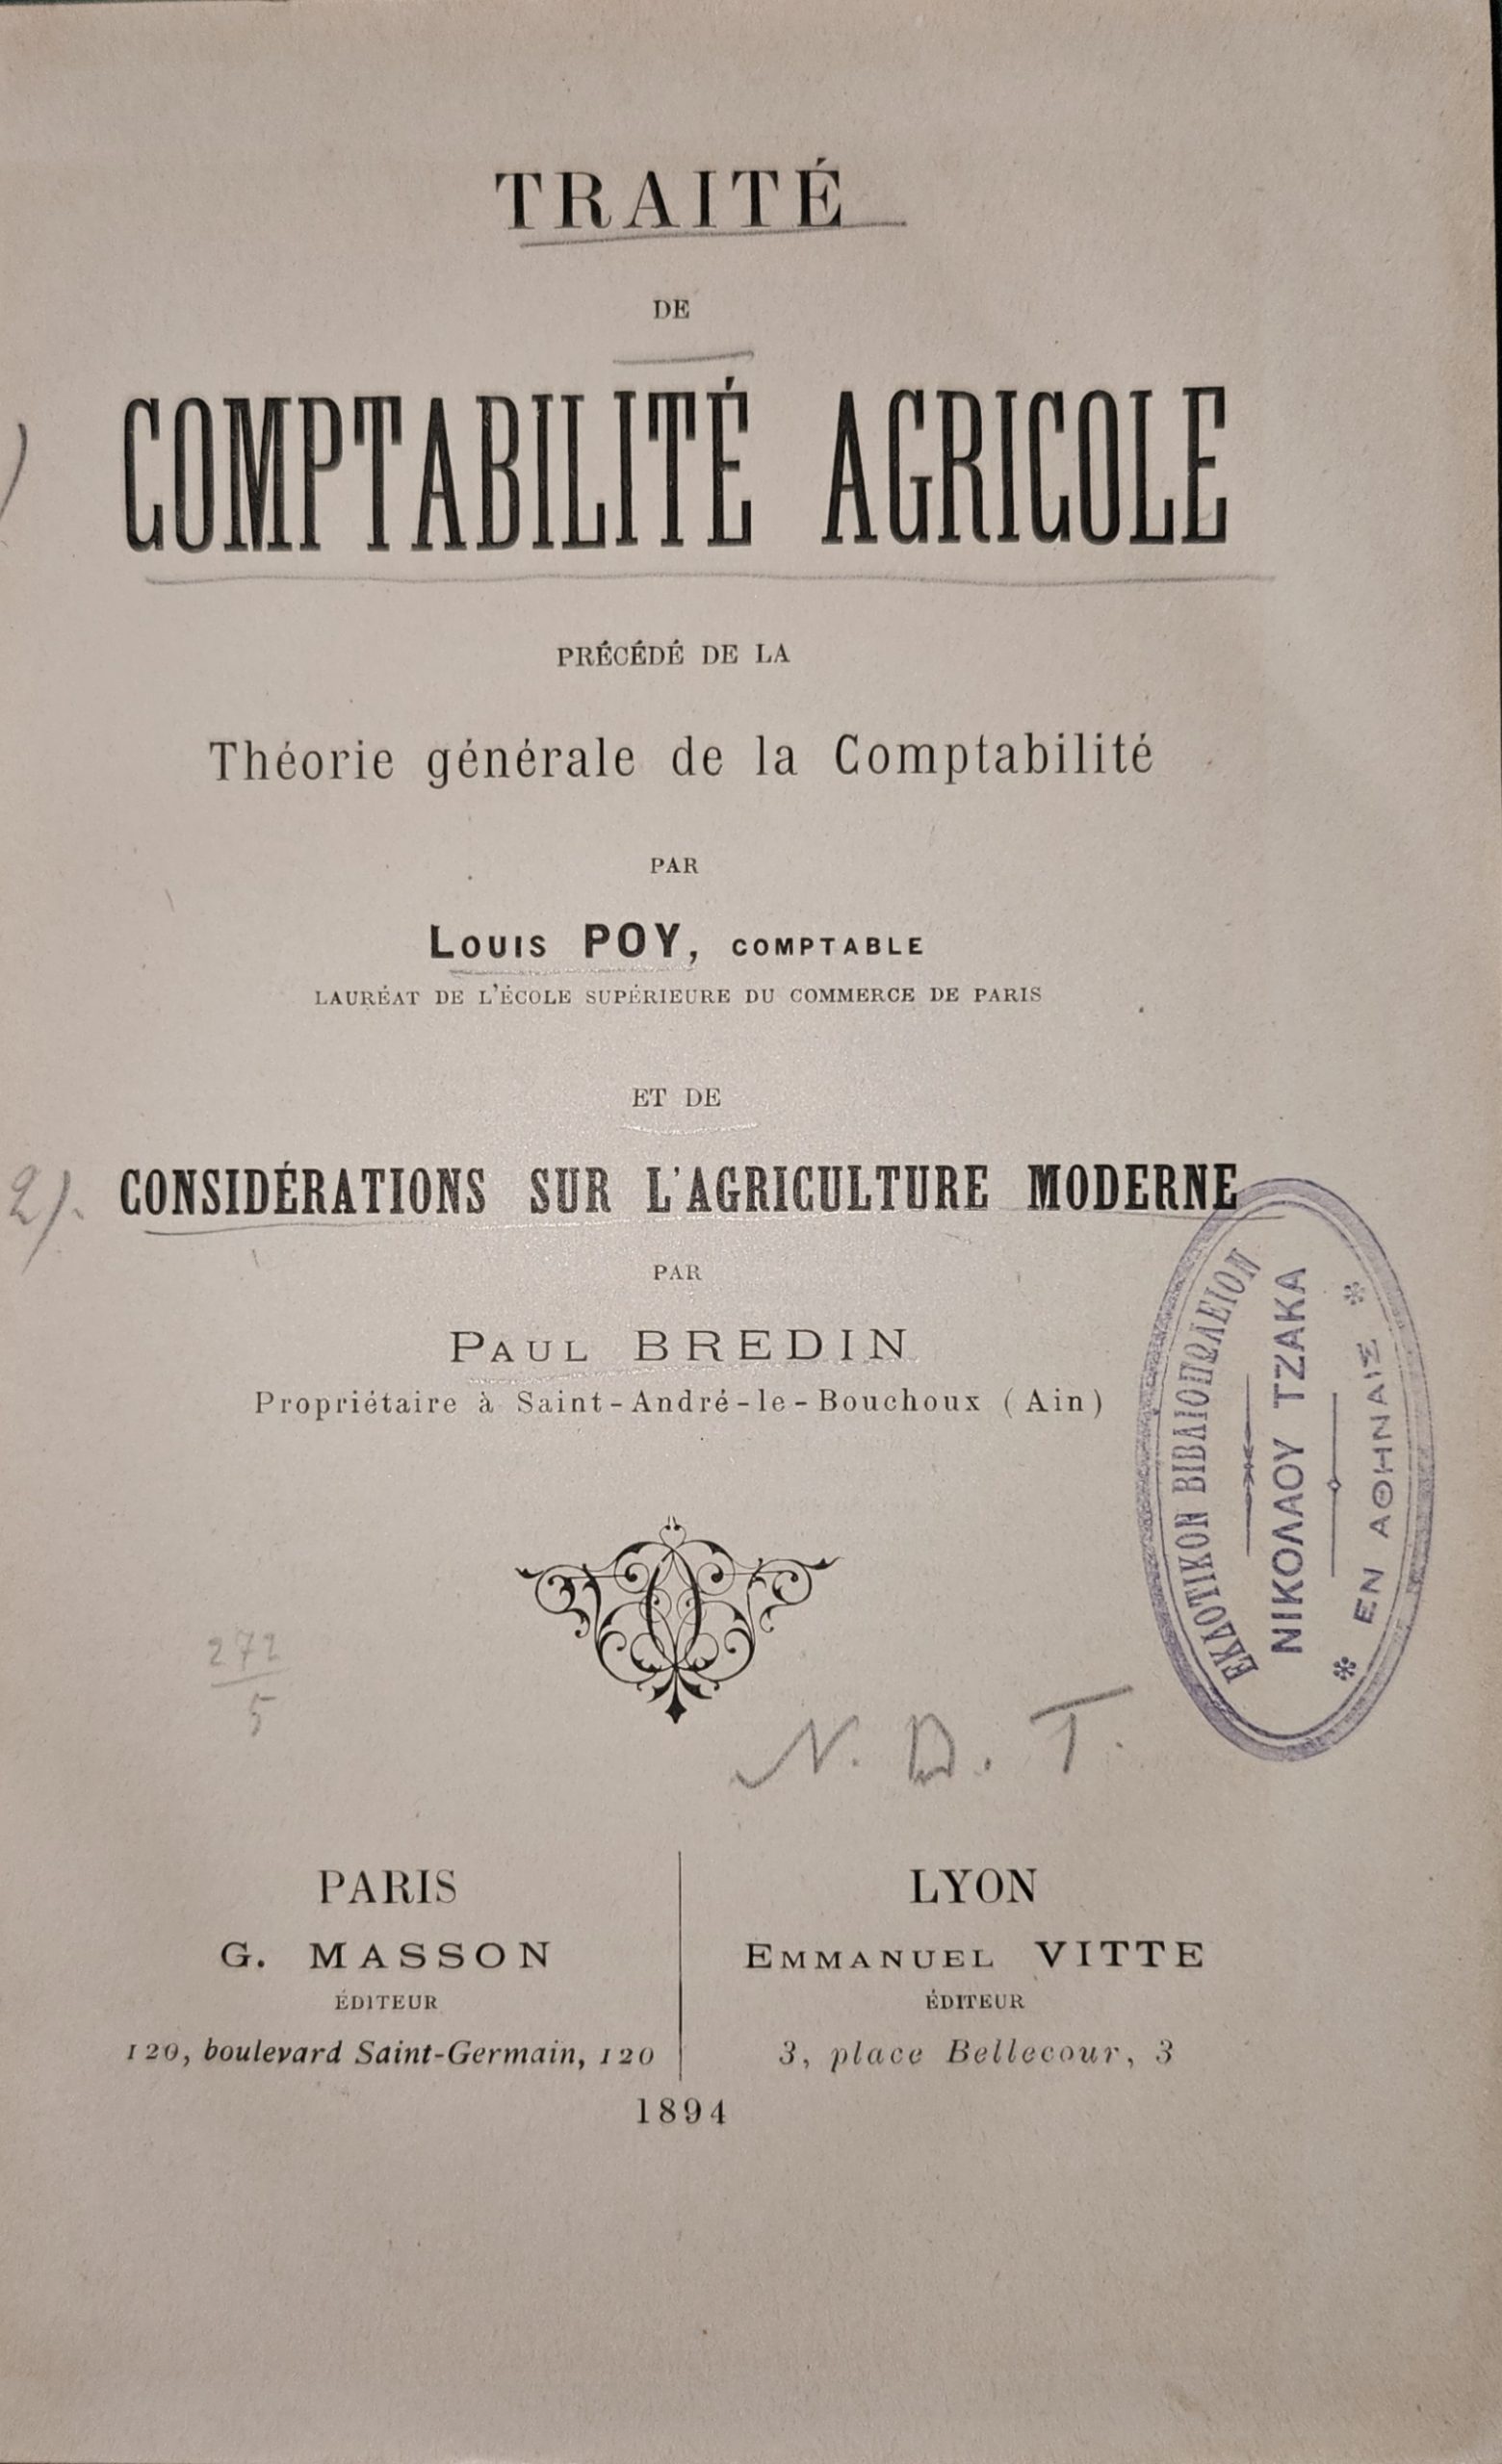 TRAITÉ
DE
COMPTABILITÉ AGRICOLE
PRÉCÉDÉ DE LA
Théorie générale de la Comptabilité
PAR
Louis POY, COMPTABLE
LAURÉAT DE L'ÉCOLE SUPÉRIEURE DU COMMERCE DE PARIS
ET DE
2).
CONSIDÉRATIONS SUR L'AGRICULTURE MODERNE
PAR
PAUL BREDIN
Propriétaire à Saint-André-le-Bouchoux (Ain)
ΕΚΔΟΤΙΚΟΝ ΒΙΒΛΙΟΠΩΛΕΙΟΝ
ΝΙΚΟΛΑΟΥ ΤΖΑΚΑ
* ΕΝ ΑΘΗΝΑΙΣ *
272
5
N. D. T.
PARIS
G. MASSON
ÉDITEUR
120, boulevard Saint-Germain, 120
LYON
EMMANUEL VITTE
ÉDITEUR
3, place Bellecour, 3
1894